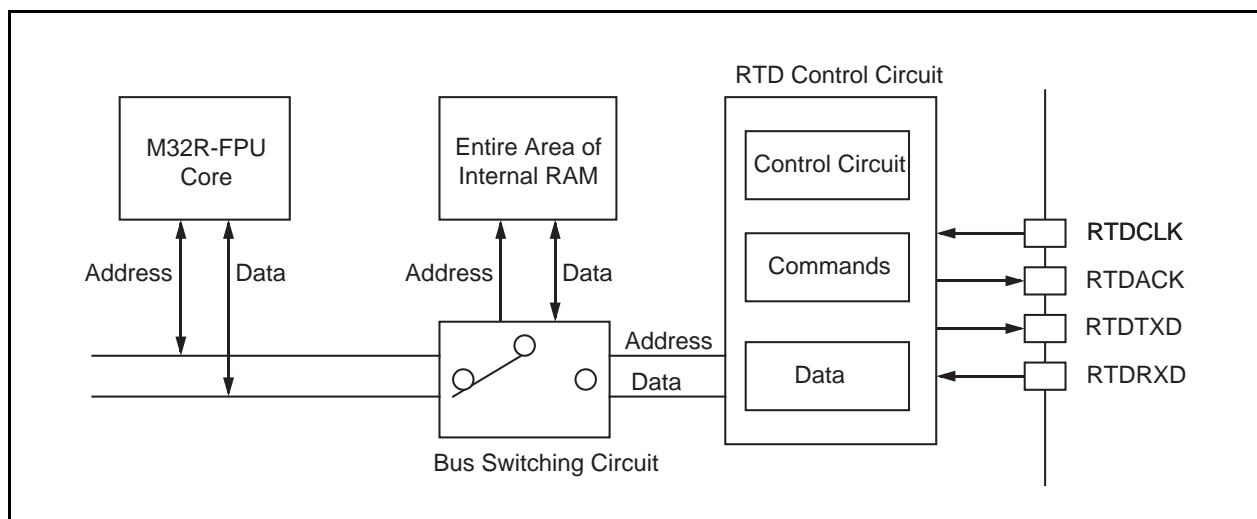 RTD Control Circuit
M32R-FPU
Core
Entire Area of
Internal RAM
Control Circuit
Commands
Data
RTDCLK
RTDACK
RTDTXD
RTDRXD
Address
Data
Address
Data
Address
Data
Bus Switching Circuit